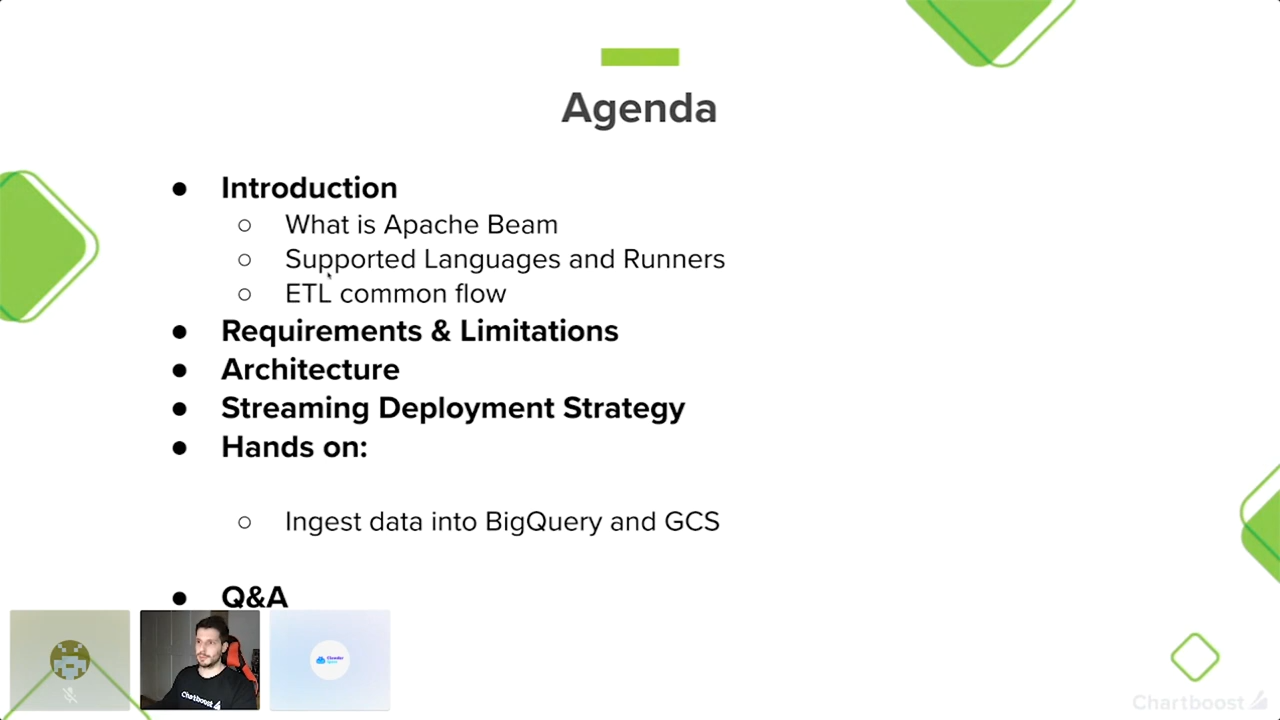 Agenda
● Introduction
○ What is Apache Beam
○ Supported Languages and Runners
○ ETL common flow
● Requirements & Limitations
● Architecture
● Streaming Deployment Strategy
● Hands on:
○ Ingest data into BigQuery and GCS
● Q&A
Chartboost
Chartboost